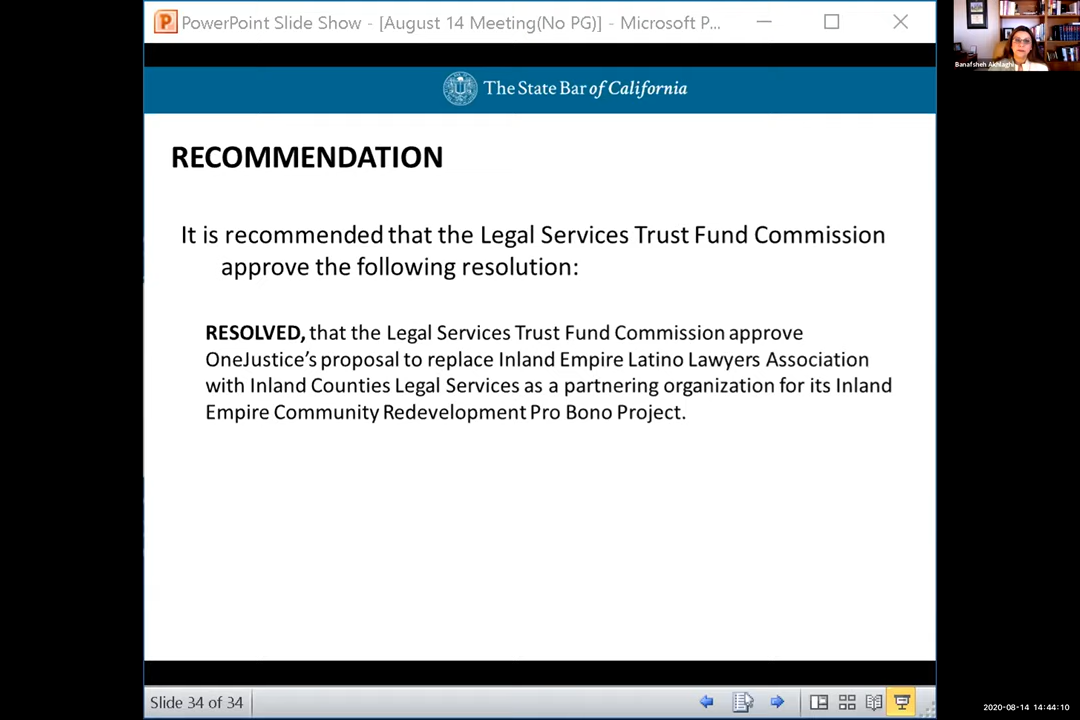 PowerPoint Slide Show - [August 14 Meeting(No PG)] - Microsoft P...
Banafsheh Akhlaghi
The State Bar of California
RECOMMENDATION
It is recommended that the Legal Services Trust Fund Commission
approve the following resolution:
RESOLVED, that the Legal Services Trust Fund Commission approve
OneJustice's proposal to replace Inland Empire Latino Lawyers Association
with Inland Counties Legal Services as a partnering organization for its Inland
Empire Community Redevelopment Pro Bono Project.
Slide 34 of 34
2020-08-14 14:44:10